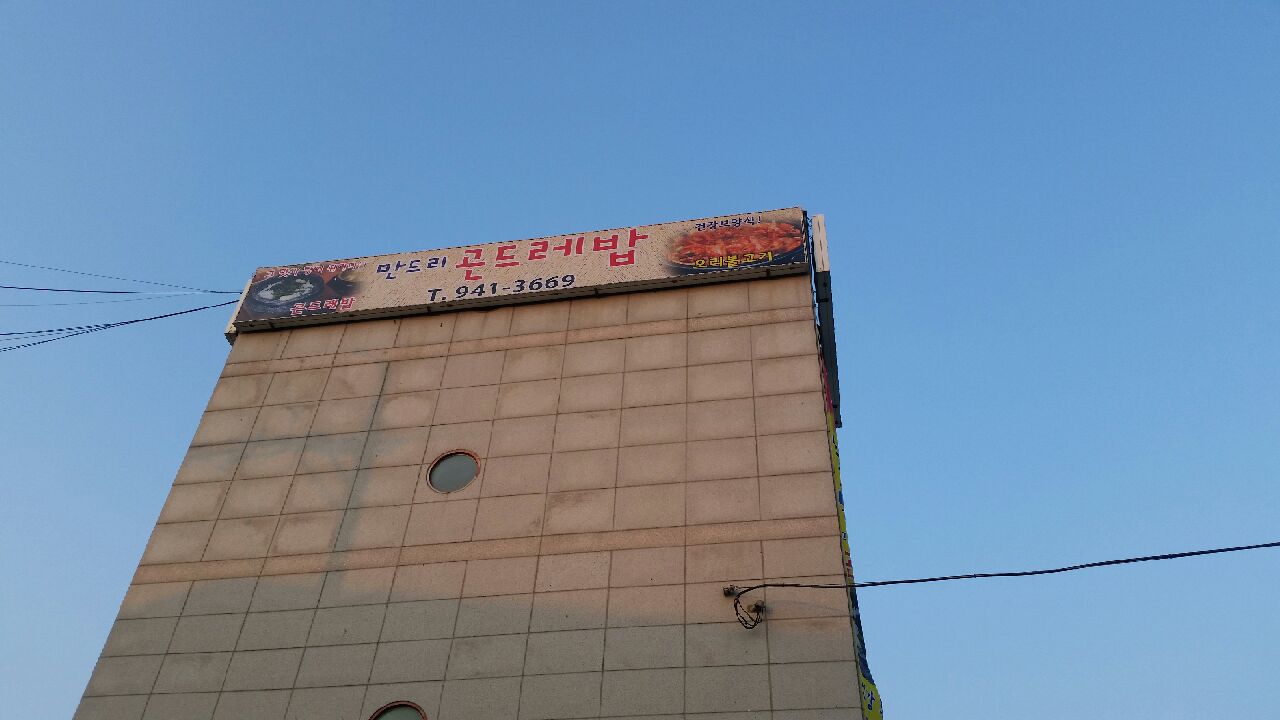 만드리 곤드레밥
T. 941-3669
곤드레밥
건강보양식!
오리불고기